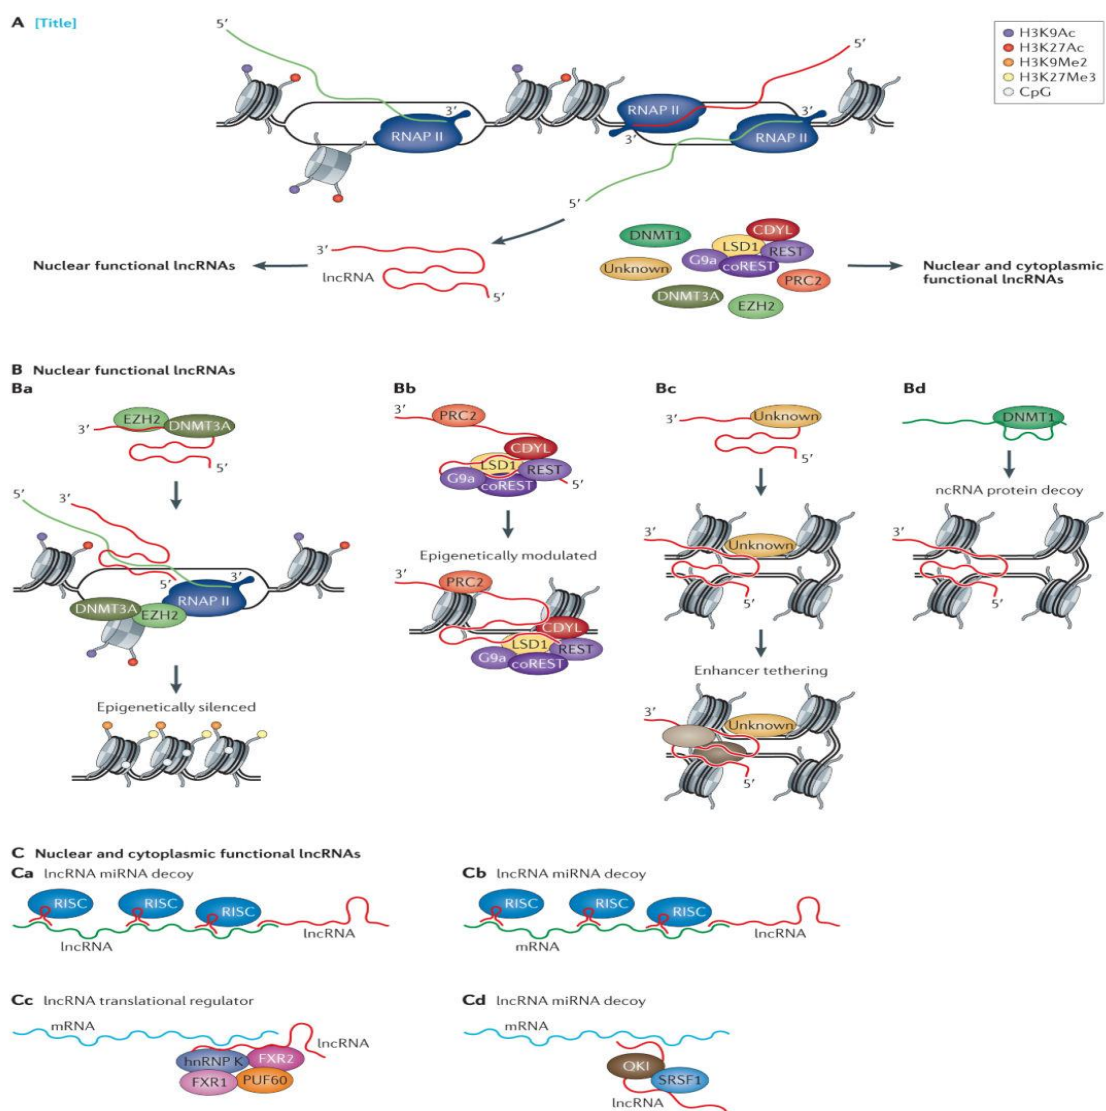 A [Title]
5′
5′
H3K9Ac
H3K27Ac
H3K9Me2
H3K27Me3
CpG
3′
RNAP II
RNAP II
3′
3′
RNAP II
5′
3′
lncRNA
5′
Nuclear functional lncRNAs
DNMT1
CDYL
LSD1
REST
G9a
coREST
Unknown
PRC2
DNMT3A
EZH2
Nuclear and cytoplasmic
functional lncRNAs
B Nuclear functional lncRNAs
Ba
EZH2
3′
DNMT3A
5′
5′
3′
5′
3′
RNAP II
DNMT3A
EZH2
Epigenetically silenced
Bb
3′
PRC2
CDYL
LSD1
REST
G9a
coREST
5′
Epigenetically modulated
3′
PRC2
CDYL
LSD1
REST
G9a
coREST
Bc
3′
Unknown
5′
3′
Unknown
5′
Enhancer tethering
3′
Unknown
5′
Bd
DNMT1
ncRNA protein decoy
3′
5′
C Nuclear and cytoplasmic functional lncRNAs
Ca lncRNA miRNA decoy
RISC
RISC
RISC
lncRNA
lncRNA
Cb lncRNA miRNA decoy
RISC
RISC
RISC
mRNA
lncRNA
Cc lncRNA translational regulator
mRNA
lncRNA
hnRNP K
FXR2
FXR1
PUF60
Cd lncRNA miRNA decoy
mRNA
QKI
SRSF1
lncRNA